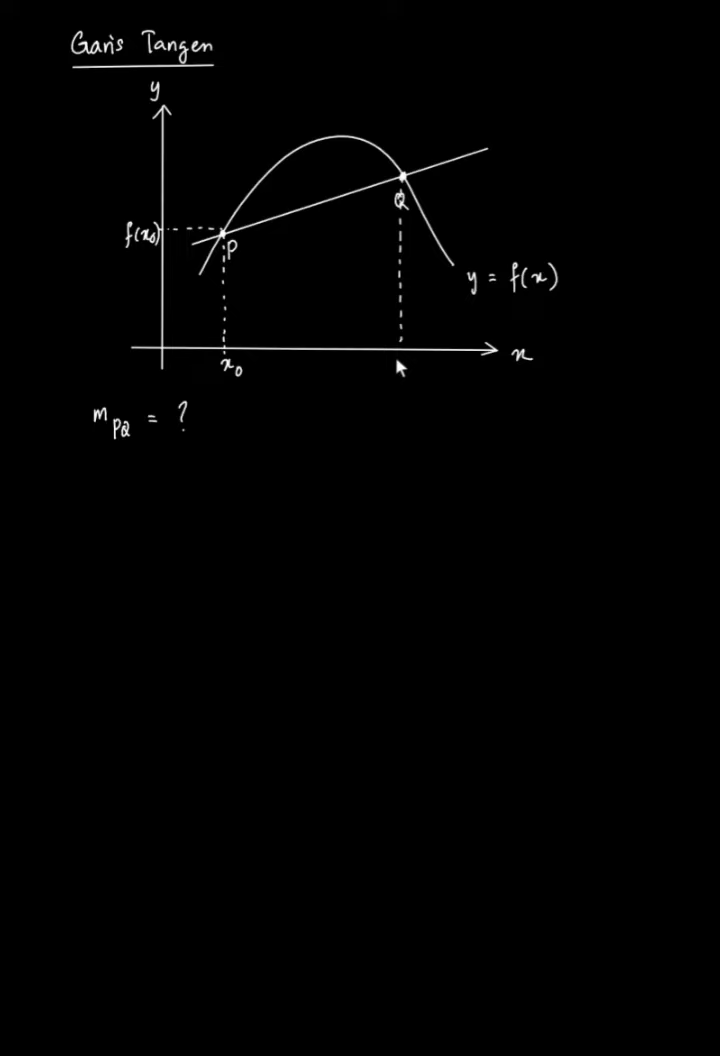 Garis Tangen
y
f(x₀)
P
Q
y = f(x)
x₀
x
m_PQ = ?